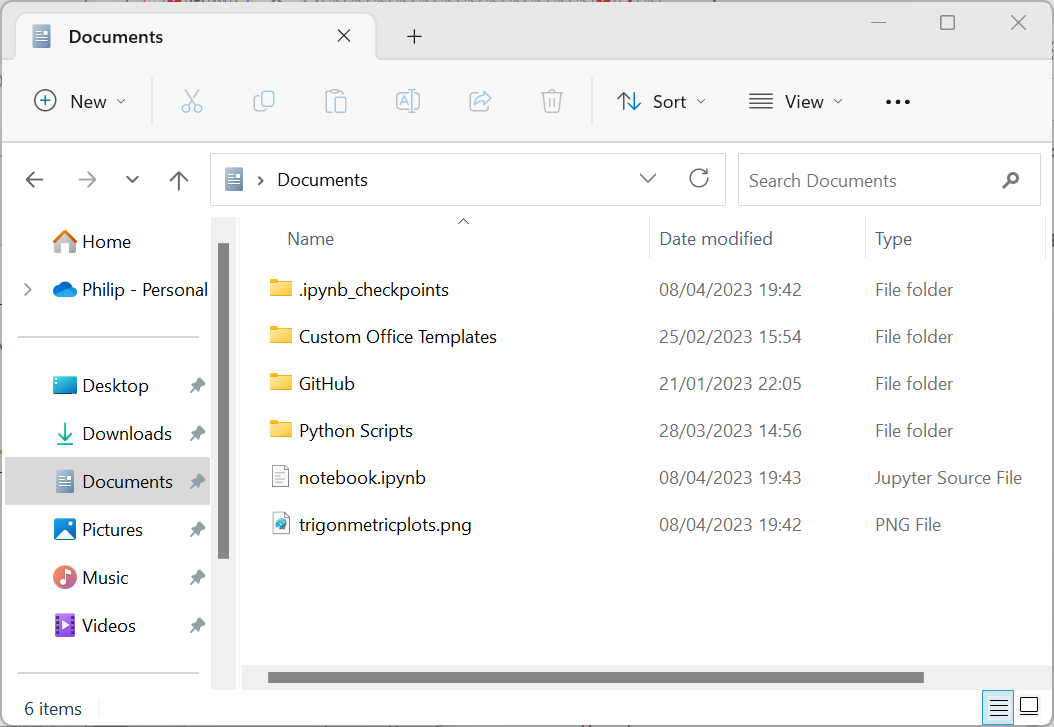 Documents
New
Sort
View
Documents
Search Documents
Home
Philip - Personal
Desktop
Downloads
Documents
Pictures
Music
Videos
Name Date modified Type
.ipynb_checkpoints 08/04/2023 19:42 File folder
Custom Office Templates 25/02/2023 15:54 File folder
GitHub 21/01/2023 22:05 File folder
Python Scripts 28/03/2023 14:56 File folder
notebook.ipynb 08/04/2023 19:43 Jupyter Source File
trigonmetricplots.png 08/04/2023 19:42 PNG File
6 items